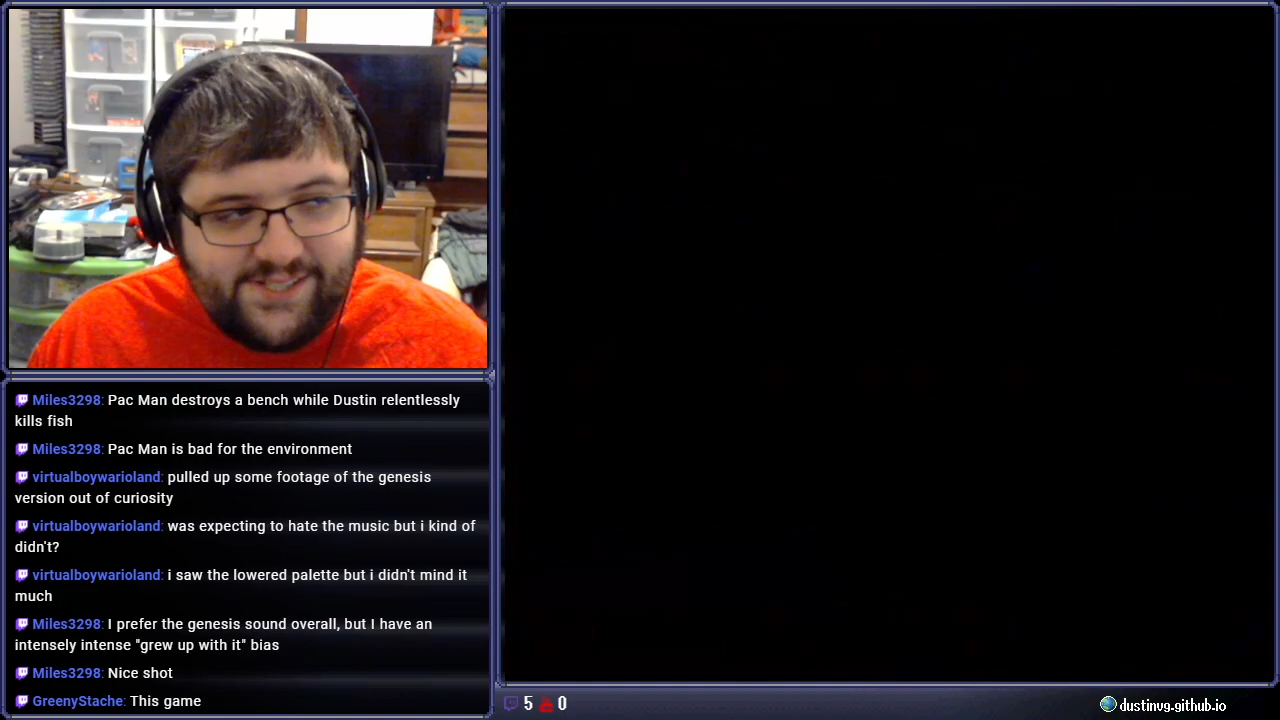 Miles3298: Pac Man destroys a bench while Dustin relentlessly
kills fish
Miles3298: Pac Man is bad for the environment
virtualboywarioland: pulled up some footage of the genesis
version out of curiosity
virtualboywarioland: was expecting to hate the music but i kind of
didn't?
virtualboywarioland: i saw the lowered palette but i didn't mind it
much
Miles3298: I prefer the genesis sound overall, but I have an
intensely intense "grew up with it" bias
Miles3298: Nice shot
GreenyStache: This game
5 0
dustinvg.github.io